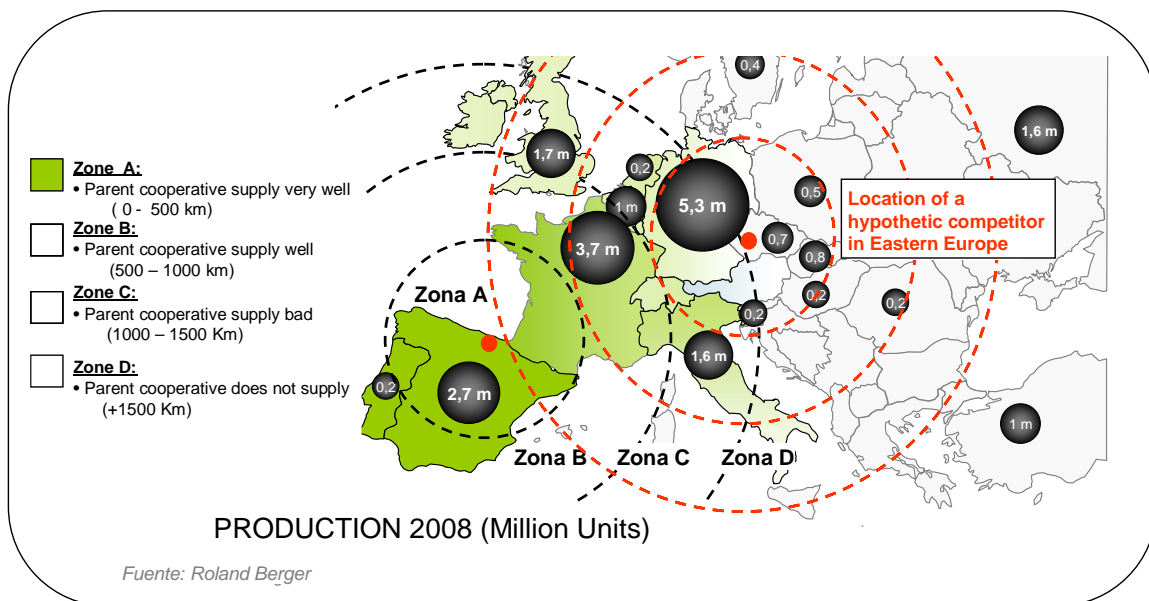 Zone A:
• Parent cooperative supply very well
( 0 - 500 km)
Zone B:
• Parent cooperative supply well
(500 – 1000 km)
Zone C:
• Parent cooperative supply bad
(1000 – 1500 Km)
Zone D:
• Parent cooperative does not supply
(+1500 Km)
0,4
1,7 m
0,2
1 m
5,3 m
0,5
1,6 m
3,7 m
0,7
0,8
Location of a
hypothetic competitor
in Eastern Europe
Zona A
0,2
0,2
0,2
1,6 m
0,2
2,7 m
1 m
Zona B
Zona C
Zona D
PRODUCTION 2008 (Million Units)
Fuente: Roland Berger